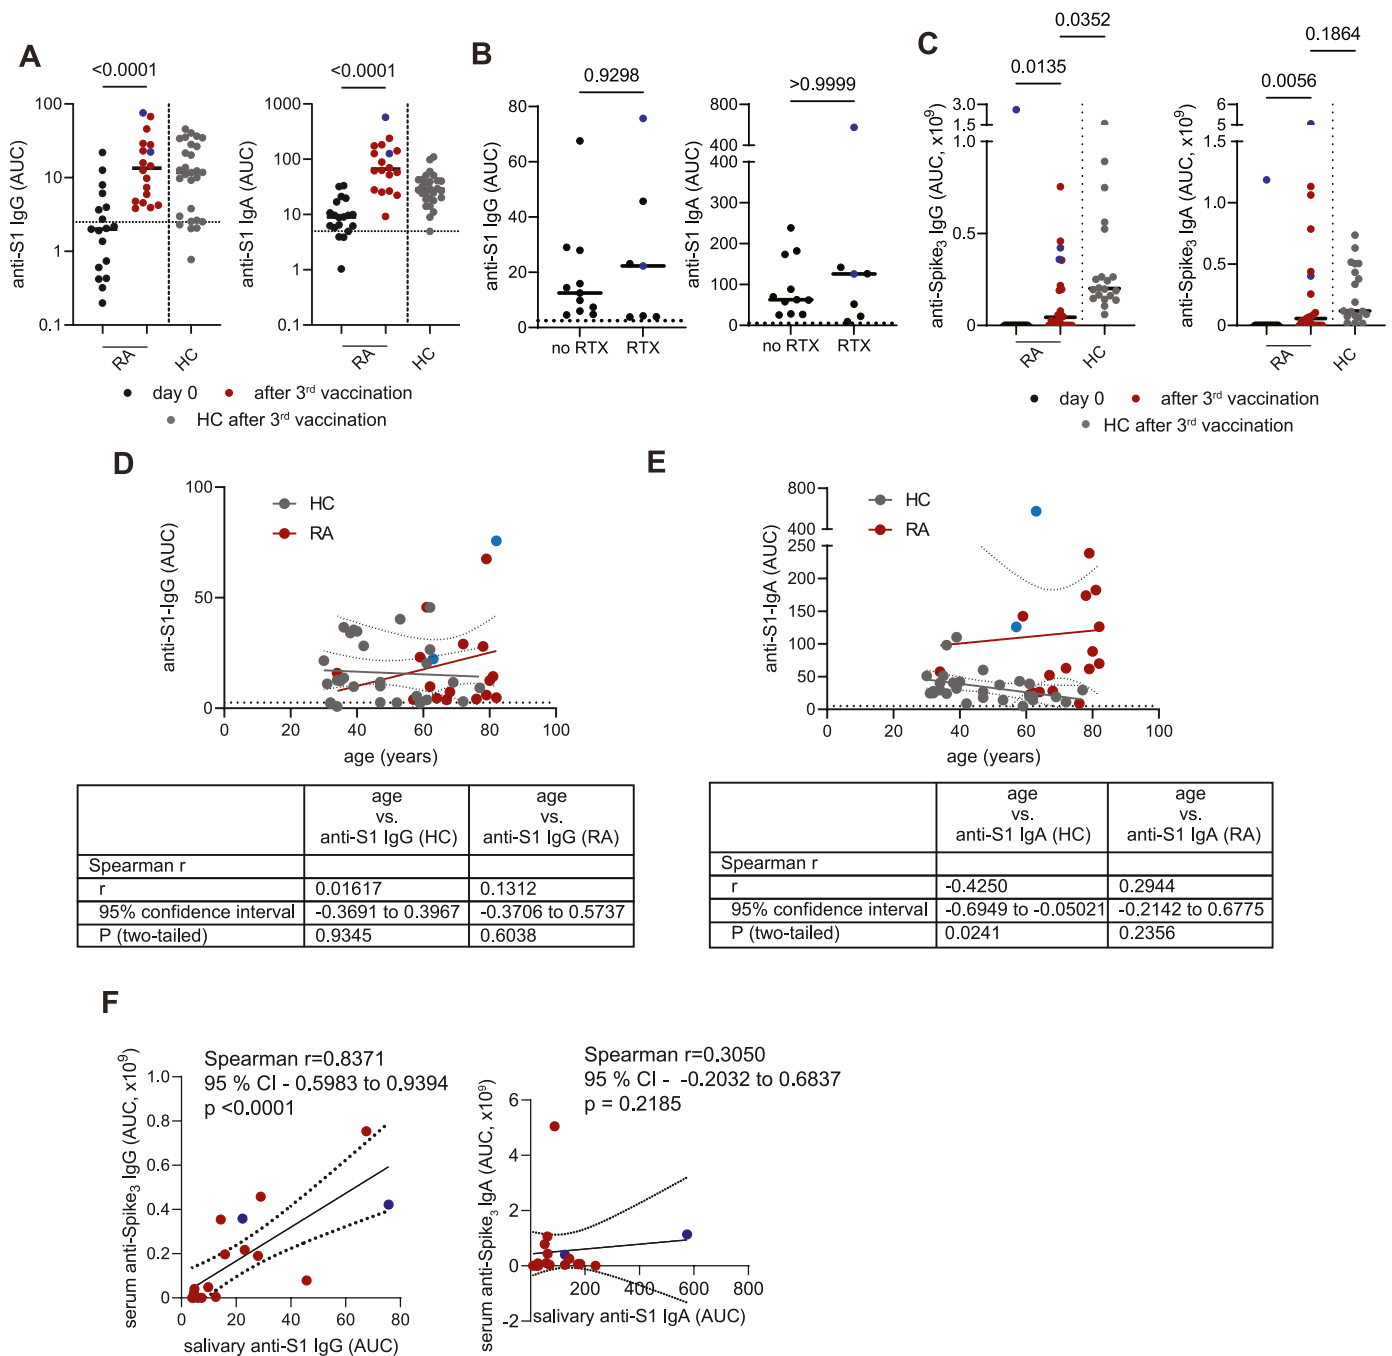 A
<0.0001
anti-S1 IgG (AUC)
100
10
1
0.1
RA
HC
<0.0001
anti-S1 IgA (AUC)
1000
100
10
1
0.1
RA
HC
day 0
after 3rd vaccination
HC after 3rd vaccination
B
0.9298
anti-S1 IgG (AUC)
80
60
40
20
0
no RTX
RTX
>0.9999
anti-S1 IgA (AUC)
800
600
400
300
200
100
0
no RTX
RTX
C
0.0352
0.0135
anti-Spike3 IgG (AUC, x10⁹)
3.0
1.5
1.0
0.5
0
RA
HC
0.1864
0.0056
anti-Spike3 IgA (AUC, x10⁹)
6
5
1.5
1.0
0.5
0
RA
HC
day 0
after 3rd vaccination
HC after 3rd vaccination
D
anti-S1-IgG (AUC)
100
50
0
HC
RA
0
20
40
60
80
100
age (years)
age
vs.
anti-S1 IgG (HC)
age
vs.
anti-S1 IgG (RA)
Spearman r
r
0.01617
0.1312
95% confidence interval
-0.3691 to 0.3967
-0.3706 to 0.5737
P (two-tailed)
0.9345
0.6038
E
anti-S1-IgA (AUC)
800
400
250
200
150
100
50
0
HC
RA
0
20
40
60
80
100
age (years)
age
vs.
anti-S1 IgA (HC)
age
vs.
anti-S1 IgA (RA)
Spearman r
r
-0.4250
0.2944
95% confidence interval
-0.6949 to -0.05021
-0.2142 to 0.6775
P (two-tailed)
0.0241
0.2356
F
Spearman r=0.8371
95 % CI - 0.5983 to 0.9394
p <0.0001
serum anti-Spike3 IgG (AUC, x10⁹)
1.0
0.8
0.6
0.4
0.2
0
0
20
40
60
80
salivary anti-S1 IgG (AUC)
Spearman r=0.3050
95 % CI - -0.2032 to 0.6837
p = 0.2185
serum anti-Spike3 IgA (AUC, x10⁹)
6
4
2
0
-2
200
400
600
800
salivary anti-S1 IgA (AUC)